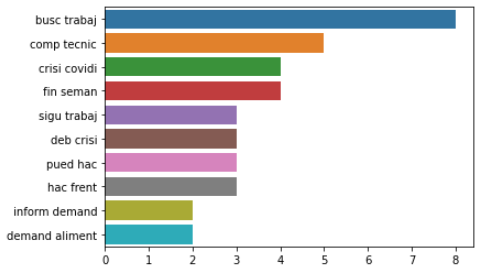 busc trabaj
comp tecnic
crisi covidi
fin seman
sigu trabaj
deb crisi
pued hac
hac frent
inform demand
demand aliment
0 1 2 3 4 5 6 7 8